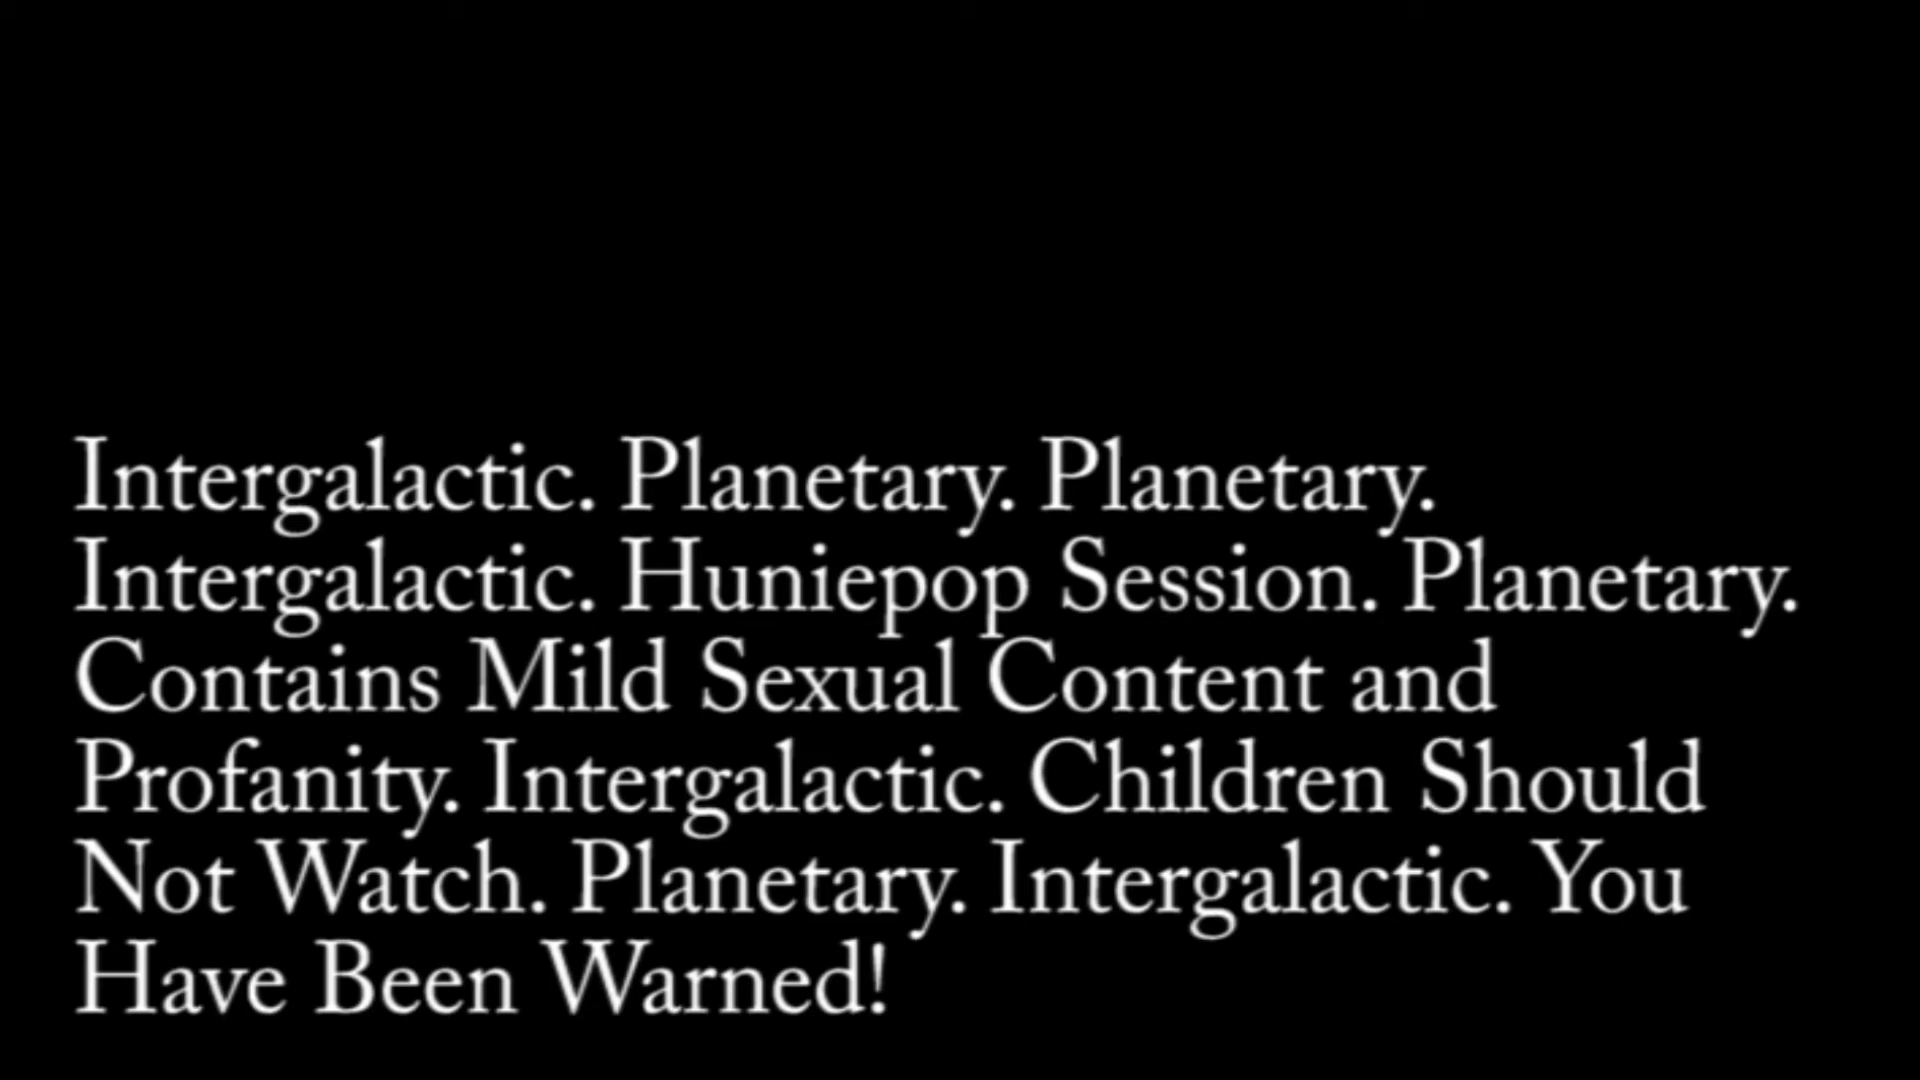 Intergalactic. Planetary. Planetary.
Intergalactic. Huniepop Session. Planetary.
Contains Mild Sexual Content and
Profanity. Intergalactic. Children Should
Not Watch. Planetary. Intergalactic. You
Have Been Warned!